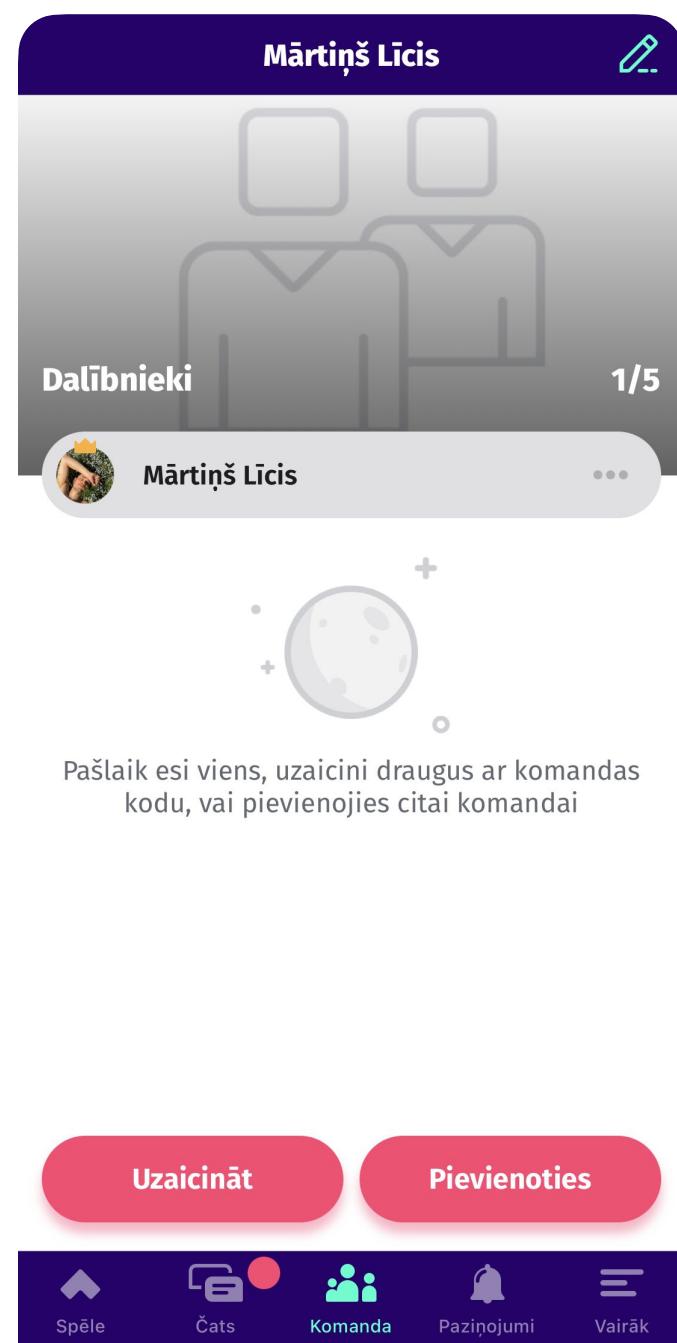 Mārtiņš Līcis
Dalībnieki 1/5
Mārtiņš Līcis
Pašlaik esi viens, uzaicini draugus ar komandas
kodu, vai pievienojies citai komandai
Uzaicināt Pievienoties
Spēle Čats Komanda Paziņojumi Vairāk